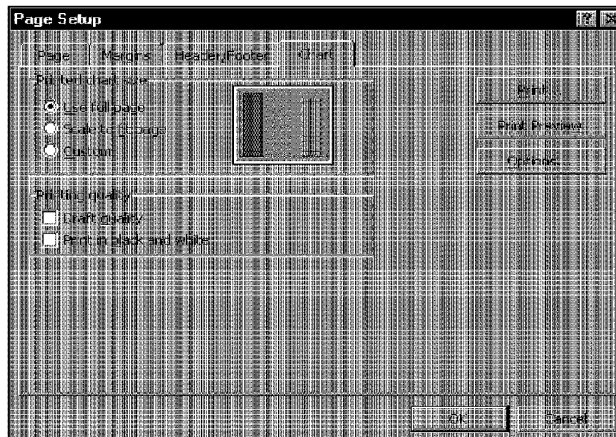 Page Setup
Page Margins Header/Footer Chart
Printed chart size
Use full page
Scale to fit page
Custom
Print...
Print Preview
Options...
Printing quality
Draft quality
Print in black and white
OK Cancel